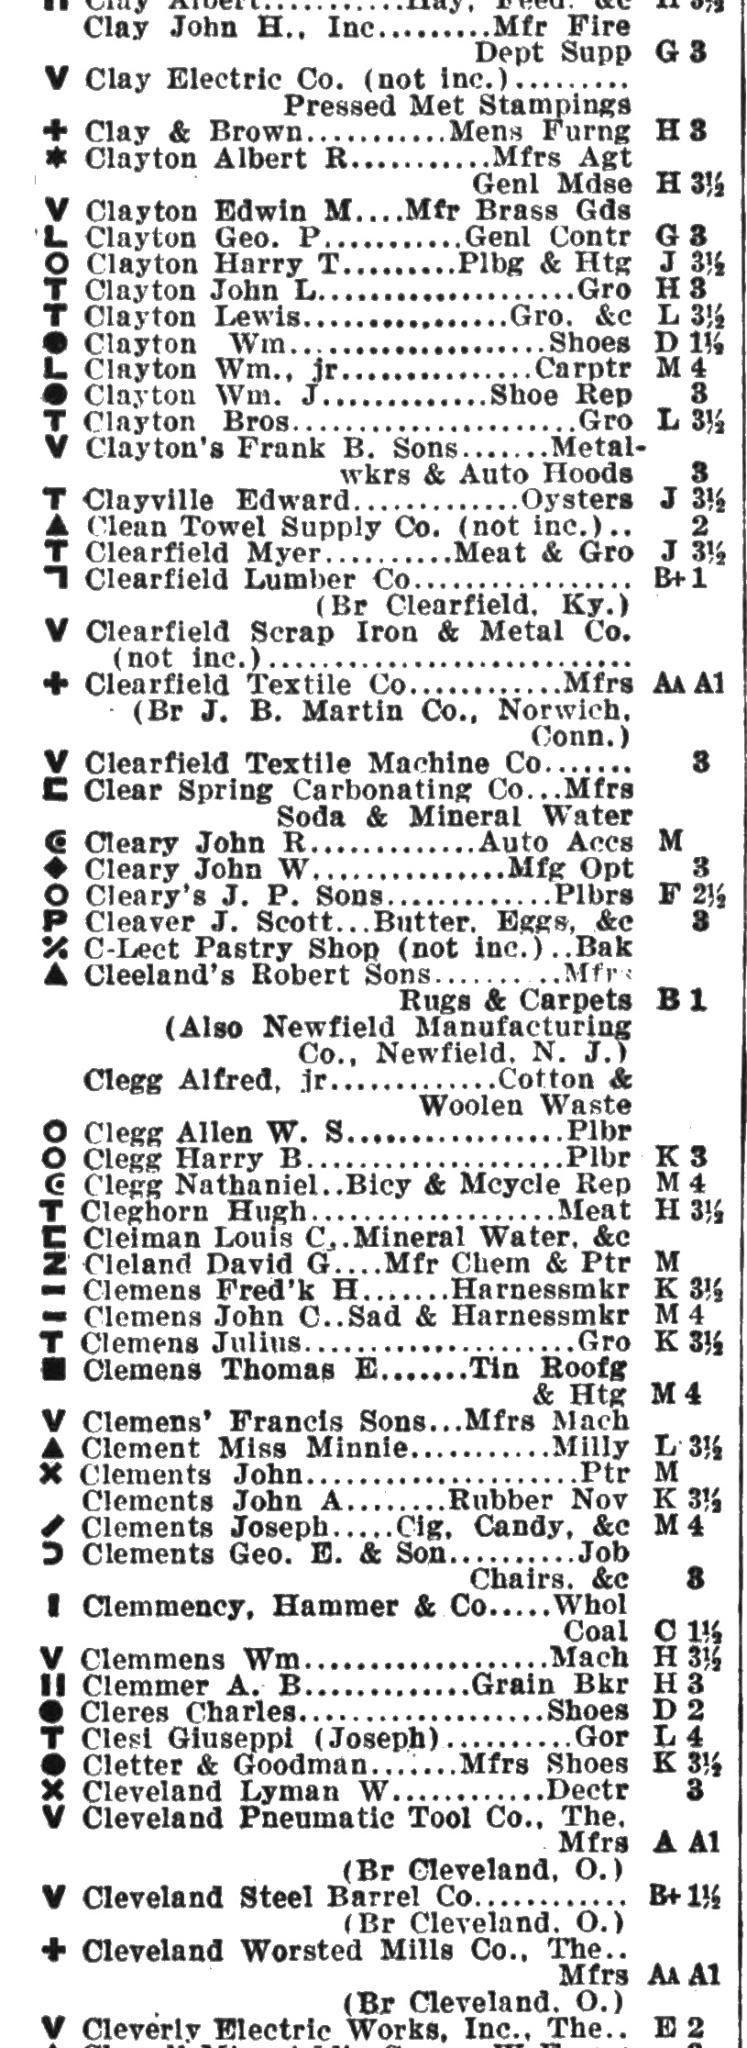 Clay Albert............Hay, Feed, &c H 3½
Clay John H., Inc.........Mfr Fire
Dept Supp G 3
V Clay Electric Co. (not inc.).........
Pressed Met Stampings
✚ Clay & Brown...........Mens Furng H 3
* Clayton Albert R...........Mfrs Agt
Genl Mdse H 3½
V Clayton Edwin M....Mfr Brass Gds
L Clayton Geo. P...........Genl Contr G 3
O Clayton Harry T.........Plbg & Htg J 3½
T Clayton John L....................Gro H 3
T Clayton Lewis................Gro. &c L 3½
● Clayton Wm....................Shoes D 1½
L Clayton Wm., jr...............Carptr M 4
● Clayton Wm. J.............Shoe Rep 3
T Clayton Bros......................Gro L 3½
V Clayton's Frank B. Sons.......Metal-
wkrs & Auto Hoods 3
T Clayville Edward.............Oysters J 3½
▲ Clean Towel Supply Co. (not inc.).. 2
T Clearfield Myer..........Meat & Gro J 3½
ㄱ Clearfield Lumber Co................. B+ 1
(Br Clearfield, Ky.)
V Clearfield Scrap Iron & Metal Co.
(not inc.).............................
✚ Clearfield Textile Co............Mfrs AA A1
(Br J. B. Martin Co., Norwich,
Conn.)
V Clearfield Textile Machine Co....... 3
⊏ Clear Spring Carbonating Co...Mfrs
Soda & Mineral Water
Cleary John R.............Auto Accs M
◆ Cleary John W...............Mfg Opt 3
O Cleary's J. P. Sons.............Plbrs F 2½
P Cleaver J. Scott...Butter, Eggs, &c 3
C-Lect Pastry Shop (not inc.)..Bak
▲ Cleeland's Robert Sons..........Mfrs
Rugs & Carpets B 1
(Also Newfield Manufacturing
Co., Newfield, N. J.)
Clegg Alfred, jr.............Cotton &
Woolen Waste
O Clegg Allen W. S..................Plbr
O Clegg Harry B.....................Plbr K 3
Clegg Nathaniel..Bicy & Mcycle Rep M 4
T Cleghorn Hugh....................Meat H 3½
⊏ Cleiman Louis C..Mineral Water, &c
Z Cleland David G....Mfr Chem & Ptr M
━ Clemens Fred'k H.......Harnessmkr K 3½
━ Clemens John C..Sad & Harnessmkr M 4
T Clemens Julius.....................Gro K 3½
■ Clemens Thomas E.......Tin Roofg
& Htg M 4
V Clemens' Francis Sons...Mfrs Mach
▲ Clement Miss Minnie...........Milly L 3½
✖ Clements John.....................Ptr M
Clements John A........Rubber Nov K 3½
Clements Joseph.....Cig, Candy, &c M 4
⊃ Clements Geo. E. & Son..........Job
Chairs, &c 3
Clemmency, Hammer & Co.....Whol
Coal C 1½
V Clemmens Wm...................Mach H 3½
Clemmer A. B.............Grain Bkr H 3
● Cleres Charles...................Shoes D 2
T Clesi Giuseppi (Joseph)..........Gor L 4
● Cletter & Goodman.......Mfrs Shoes K 3½
✖ Cleveland Lyman W............Dectr 3
V Cleveland Pneumatic Tool Co., The,
Mfrs A A1
(Br Cleveland, O.)
V Cleveland Steel Barrel Co............ B+ 1½
(Br Cleveland, O.)
✚ Cleveland Worsted Mills Co., The..
Mfrs AA A1
(Br Cleveland, O.)
V Cleverly Electric Works, Inc., The.. E 2